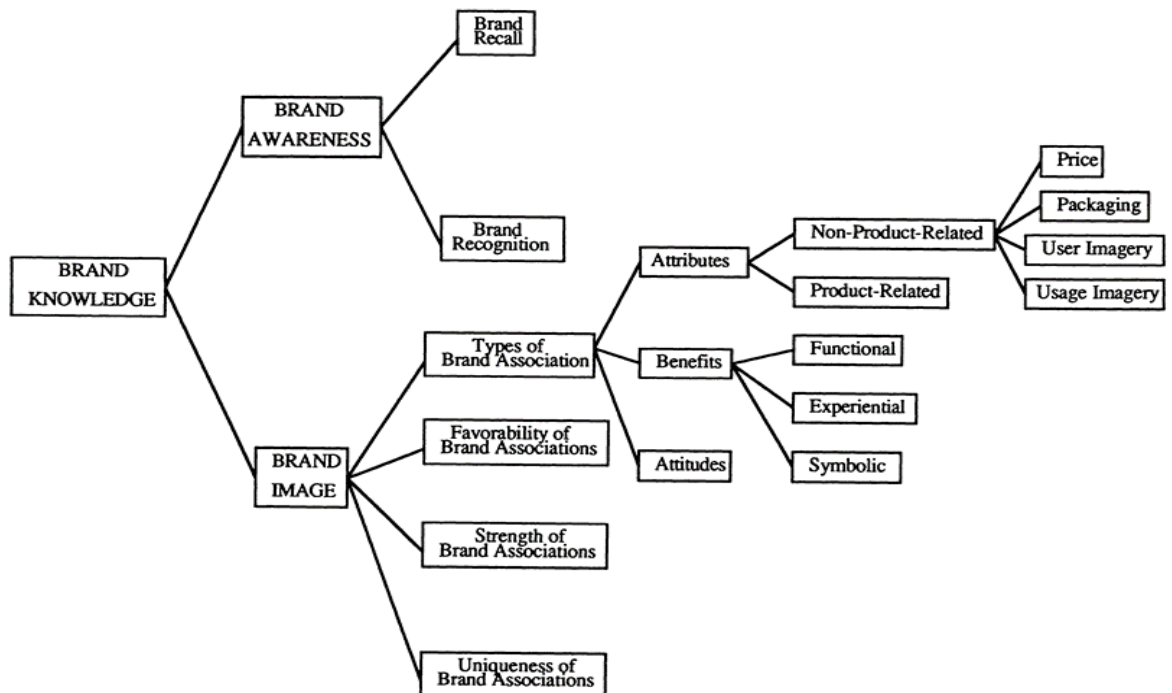 Brand
Recall
BRAND
AWARENESS
Brand
Recognition
BRAND
KNOWLEDGE
BRAND
IMAGE
Types of
Brand Association
Favorability of
Brand Associations
Strength of
Brand Associations
Uniqueness of
Brand Associations
Attributes
Benefits
Attitudes
Non-Product-Related
Product-Related
Functional
Experiential
Symbolic
Price
Packaging
User Imagery
Usage Imagery